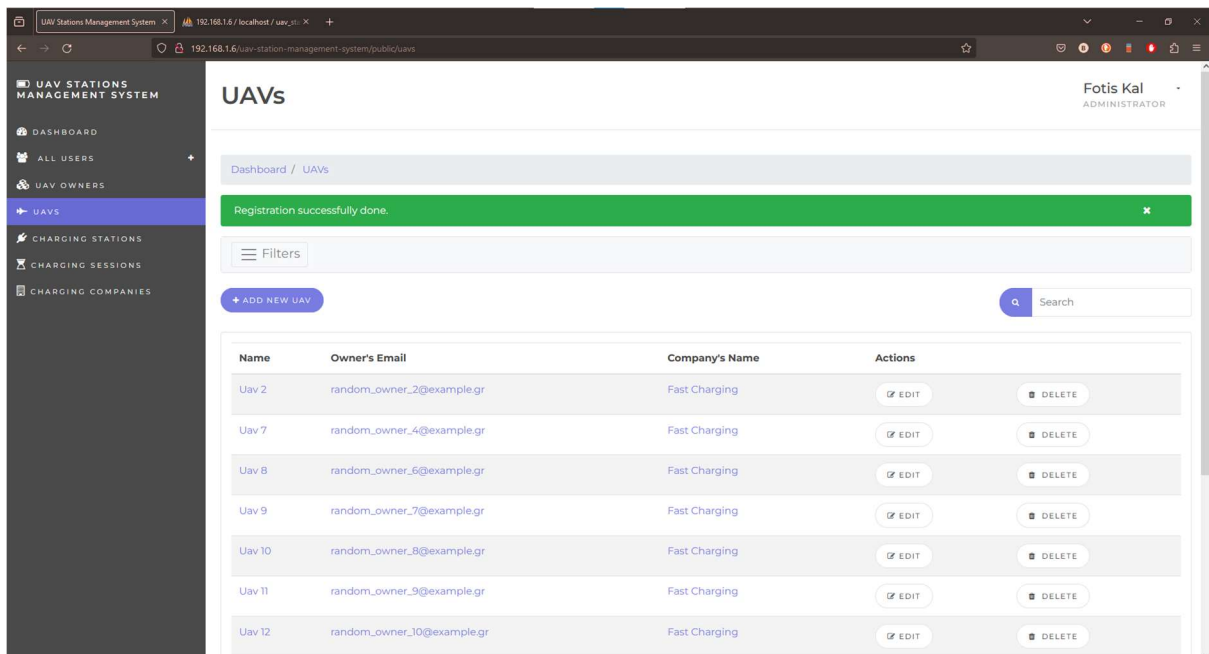 UAV Stations Management System
192.168.1.6 / localhost / uav_sta
192.168.1.6/uav-station-management-system/public/uavs
UAV STATIONS
MANAGEMENT SYSTEM
DASHBOARD
ALL USERS +
UAV OWNERS
UAVS
CHARGING STATIONS
CHARGING SESSIONS
CHARGING COMPANIES
UAVs
Fotis Kal
ADMINISTRATOR
Dashboard / UAVs
Registration successfully done.
Filters
+ ADD NEW UAV
Search
Name Owner's Email Company's Name Actions
Uav 2 random_owner_2@example.gr Fast Charging EDIT DELETE
Uav 7 random_owner_4@example.gr Fast Charging EDIT DELETE
Uav 8 random_owner_6@example.gr Fast Charging EDIT DELETE
Uav 9 random_owner_7@example.gr Fast Charging EDIT DELETE
Uav 10 random_owner_8@example.gr Fast Charging EDIT DELETE
Uav 11 random_owner_9@example.gr Fast Charging EDIT DELETE
Uav 12 random_owner_10@example.gr Fast Charging EDIT DELETE